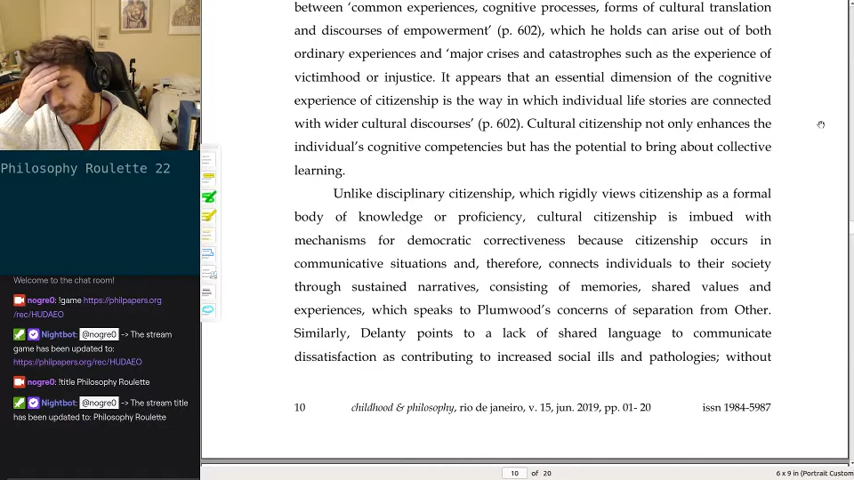 between ‘common experiences, cognitive processes, forms of cultural translation
and discourses of empowerment’ (p. 602), which he holds can arise out of both
ordinary experiences and ‘major crises and catastrophes such as the experience of
victimhood or injustice. It appears that an essential dimension of the cognitive
experience of citizenship is the way in which individual life stories are connected
with wider cultural discourses’ (p. 602). Cultural citizenship not only enhances the
individual’s cognitive competencies but has the potential to bring about collective
learning.
Unlike disciplinary citizenship, which rigidly views citizenship as a formal
body of knowledge or proficiency, cultural citizenship is imbued with
mechanisms for democratic correctiveness because citizenship occurs in
communicative situations and, therefore, connects individuals to their society
through sustained narratives, consisting of memories, shared values and
experiences, which speaks to Plumwood’s concerns of separation from Other.
Similarly, Delanty points to a lack of shared language to communicate
dissatisfaction as contributing to increased social ills and pathologies; without
10 childhood & philosophy, rio de janeiro, v. 15, jun. 2019, pp. 01- 20 issn 1984-5987
10 of 20
6 x 9 in (Portrait Custom
Philosophy Roulette 22
Welcome to the chat room!
nogre0: !game https://philpapers.org
/rec/HUDAEO
Nightbot: @nogre0 -> The stream
game has been updated to:
https://philpapers.org/rec/HUDAEO
nogre0: !title Philosophy Roulette
Nightbot: @nogre0 -> The stream title
has been updated to: Philosophy Roulette